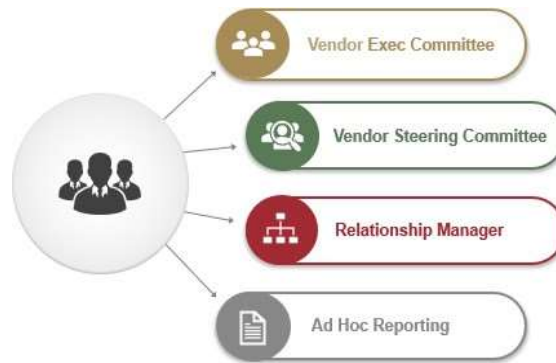 Vendor Exec Committee
Vendor Steering Committee
Relationship Manager
Ad Hoc Reporting